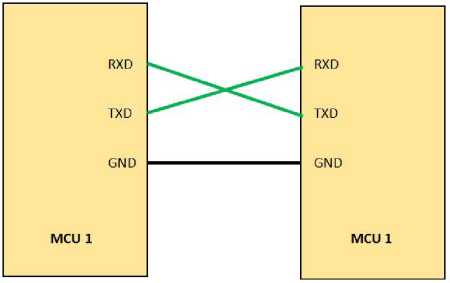 RXD RXD
TXD TXD
GND GND
MCU 1 MCU 1